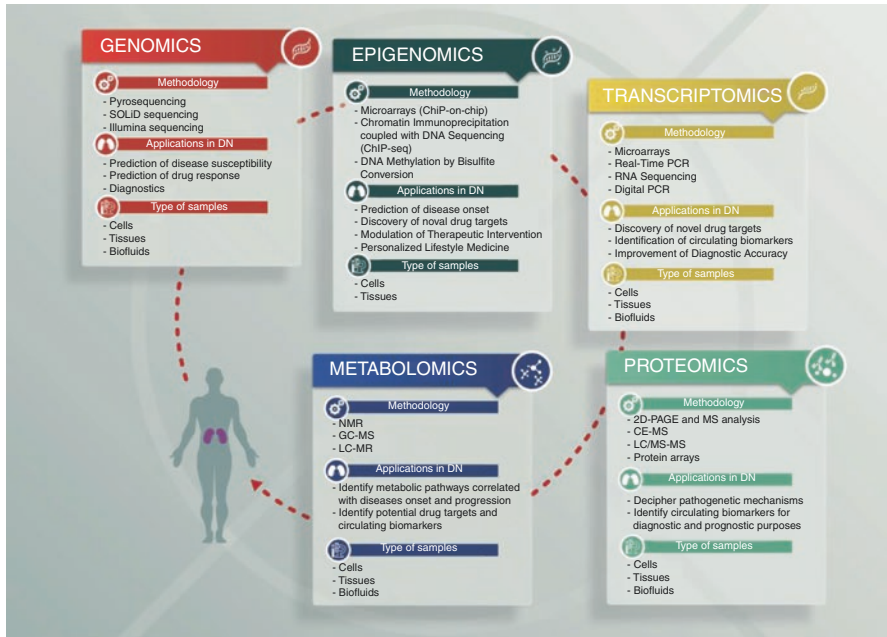 GENOMICS
Methodology
- Pyrosequencing
- SOLiD sequencing
- Illumina sequencing
Applications in DN
- Prediction of disease susceptibility
- Prediction of drug response
- Diagnostics
Type of samples
- Cells
- Tissues
- Biofluids
EPIGENOMICS
Methodology
- Microarrays (ChiP-on-chip)
- Chromatin Immunoprecipitation
coupled with DNA Sequencing
(ChIP-seq)
- DNA Methylation by Bisulfite
Conversion
Applications in DN
- Prediction of disease onset
- Discovery of noval drug targets
- Modulation of Therapeutic Intervention
- Personalized Lifestyle Medicine
Type of samples
- Cells
- Tissues
TRANSCRIPTOMICS
Methodology
- Microarrays
- Real-Time PCR
- RNA Sequencing
- Digital PCR
Applications in DN
- Discovery of novel drug targets
- Identification of circulating biomarkers
- Improvement of Diagnostic Accuracy
Type of samples
- Cells
- Tissues
- Biofluids
METABOLOMICS
Methodology
- NMR
- GC-MS
- LC-MR
Applications in DN
- Identify metabolic pathways correlated
with diseases onset and progression
- Identify potential drug targets and
circulating biomarkers
Type of samples
- Cells
- Tissues
- Biofluids
PROTEOMICS
Methodology
- 2D-PAGE and MS analysis
- CE-MS
- LC/MS-MS
- Protein arrays
Applications in DN
- Decipher pathogenetic mechanisms
- Identify circulating biomarkers for
diagnostic and prognostic purposes
Type of samples
- Cells
- Tissues
- Biofluids